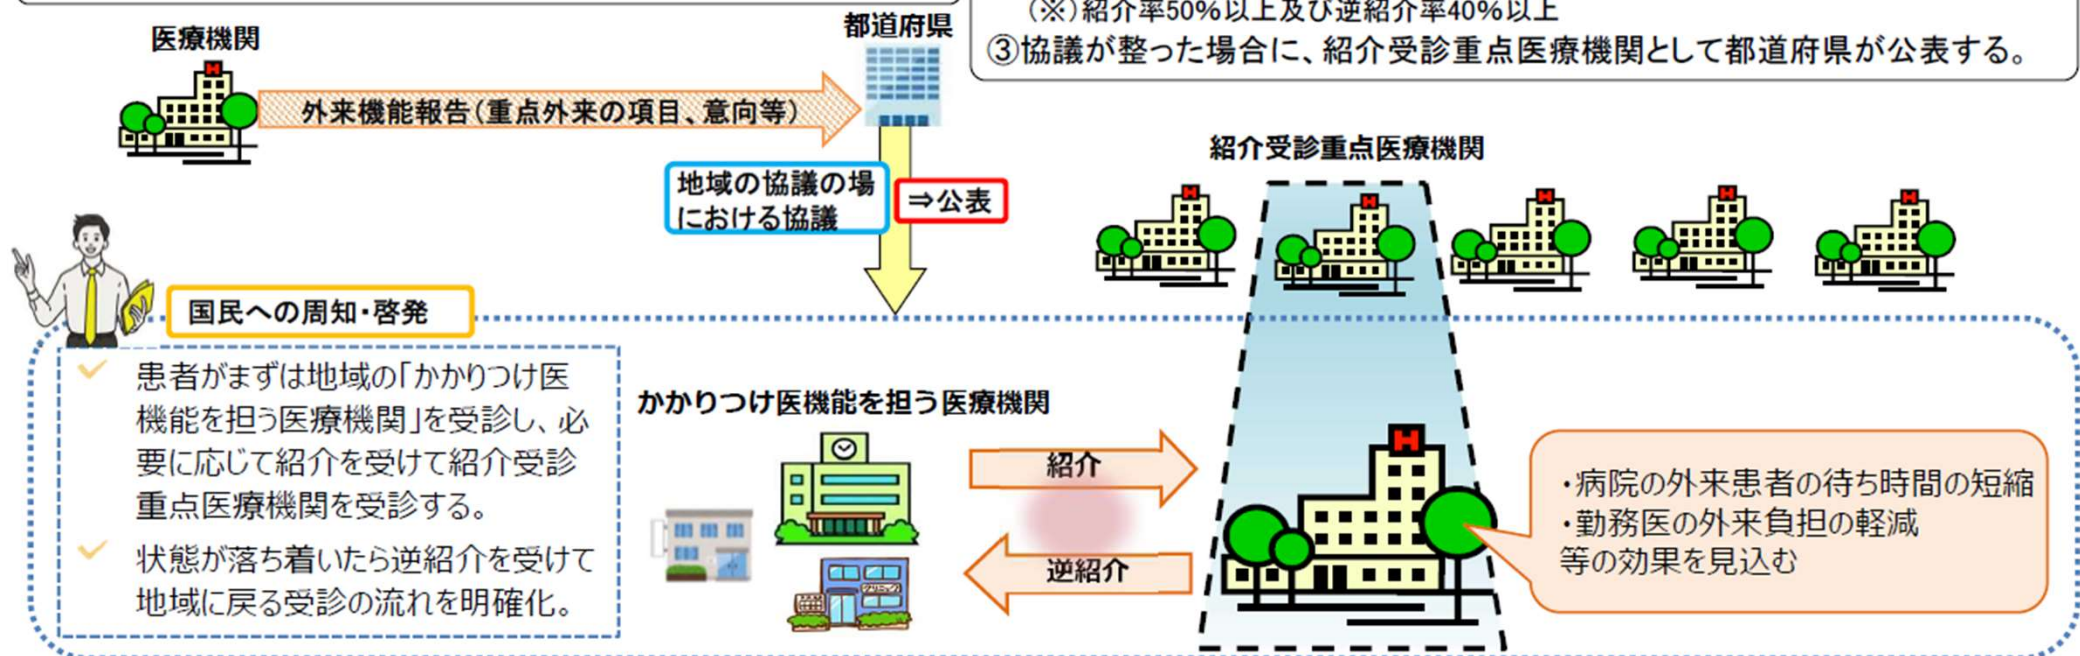 (※)紹介率50%以上及び逆紹介率40%以上
③協議が整った場合に、紹介受診重点医療機関として都道府県が公表する。
医療機関
都道府県
外来機能報告(重点外来の項目、意向等)
地域の協議の場
における協議
⇒公表
紹介受診重点医療機関
国民への周知・啓発
患者がまずは地域の「かかりつけ医
機能を担う医療機関」を受診し、必
要に応じて紹介を受けて紹介受診
重点医療機関を受診する。
状態が落ち着いたら逆紹介を受けて
地域に戻る受診の流れを明確化。
かかりつけ医機能を担う医療機関
紹介
逆紹介
・病院の外来患者の待ち時間の短縮
・勤務医の外来負担の軽減
等の効果を見込む